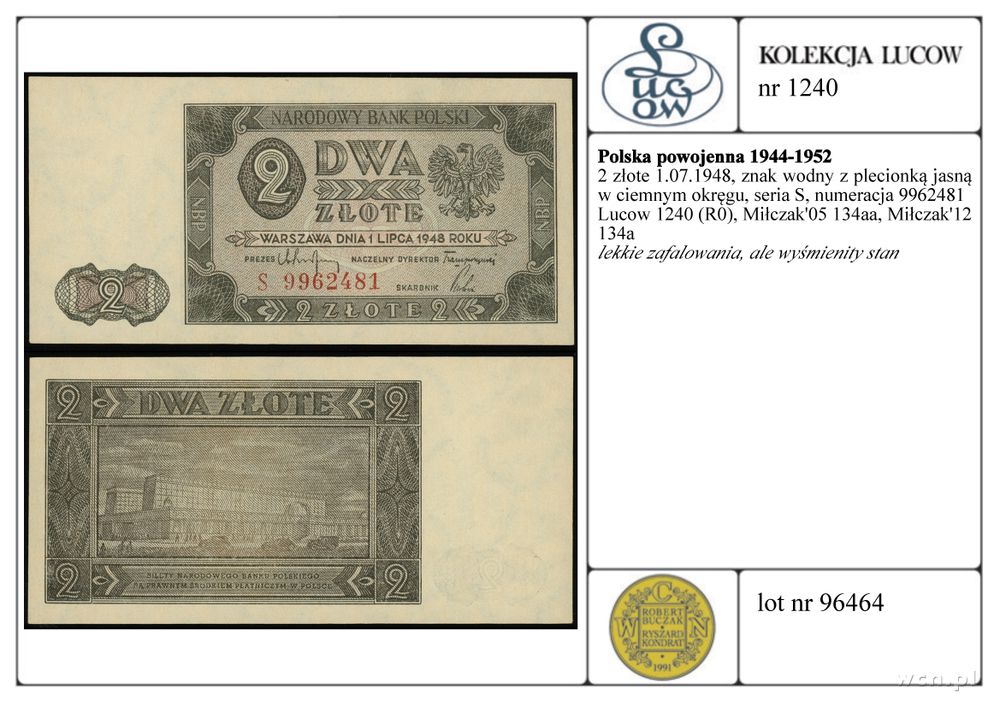 NARODOWY BANK POLSKI
2 DWA
ZŁOTE
NBP
NBP
WARSZAWA DNIA 1 LIPCA 1948 ROKU
PREZES NACZELNY DYREKTOR
S 9962481 SKARBNIK
2
2 ZŁOTE 2
2 DWA ZŁOTE 2
BILETY NARODOWEGO BANKU POLSKIEGO
SĄ PRAWNYM ŚRODKIEM PŁATNICZYM W POLSCE
2 2
Lucow
KOLEKCJA LUCOW
nr 1240
Polska powojenna 1944-1952
2 złote 1.07.1948, znak wodny z plecionką jasną
w ciemnym okręgu, seria S, numeracja 9962481
Lucow 1240 (R0), Miłczak'05 134aa, Miłczak'12
134a
lekkie zafalowania, ale wyśmienity stan
W C N
ROBERT
BUCZAK
RYSZARD
KONDRAT
1991
lot nr 96464
wcn.pl